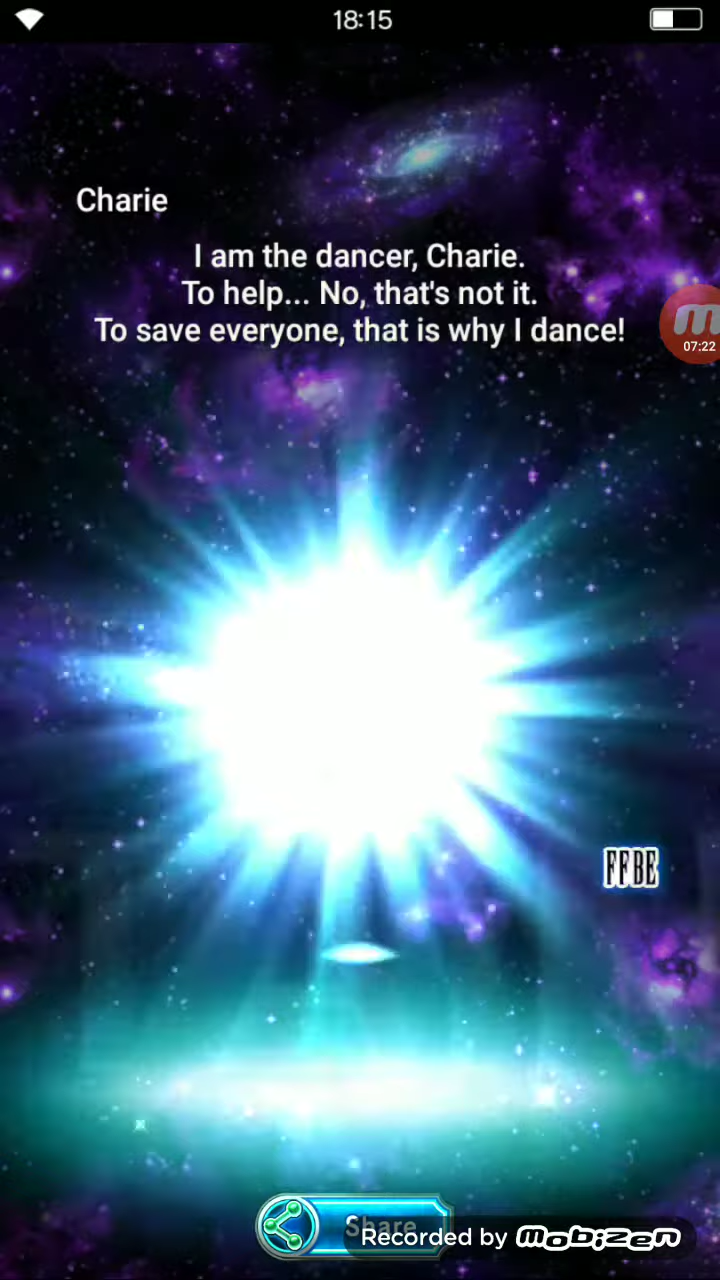 18:15
Charie
I am the dancer, Charie.
To help... No, that's not it.
To save everyone, that is why I dance!
m
07:22
FFBE
Share
Recorded by Mobizen